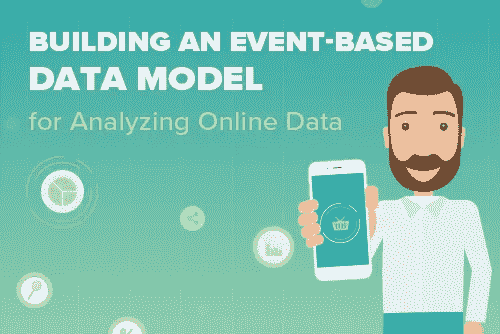 BUILDING AN EVENT-BASED
DATA MODEL
for Analyzing Online Data